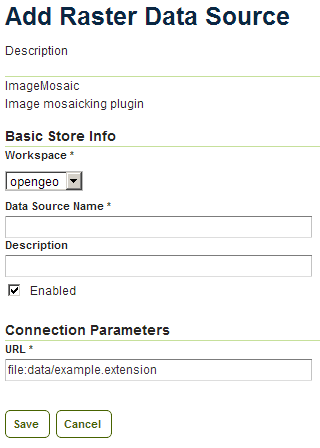 Add Raster Data Source
Description
ImageMosaic
Image mosaicking plugin
Basic Store Info
Workspace *
opengeo
Data Source Name *
Description
Enabled
Connection Parameters
URL *
file:data/example.extension
Save Cancel